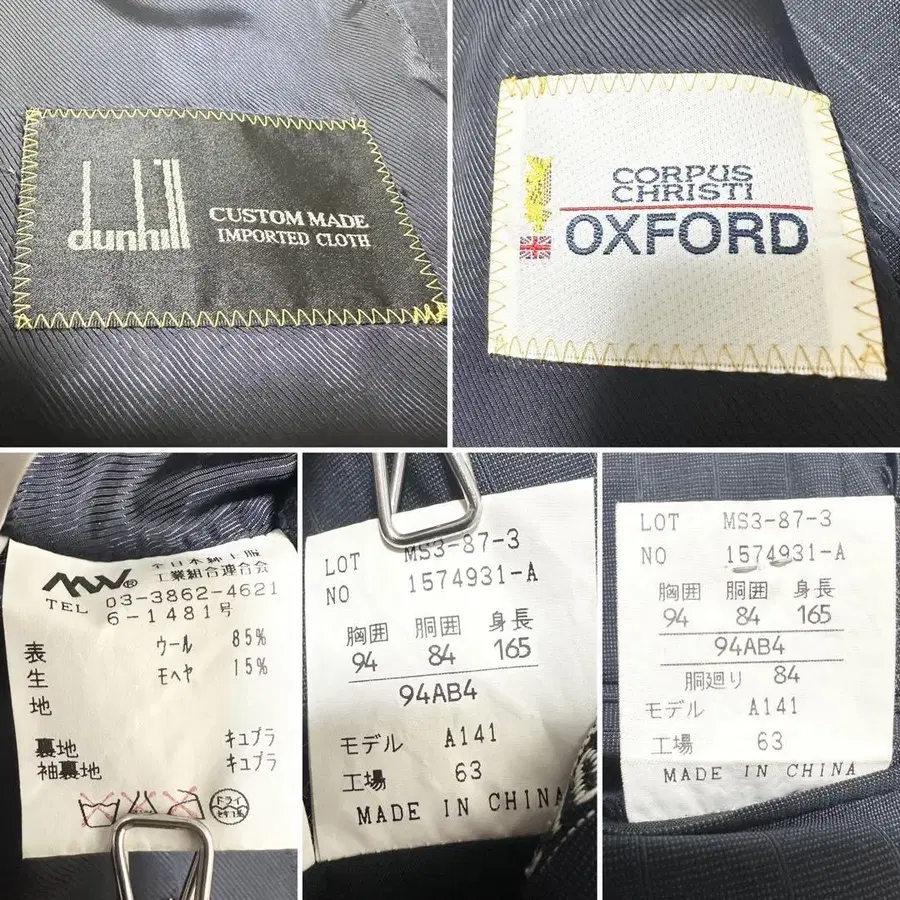 dunhill
CUSTOM MADE
IMPORTED CLOTH
CORPUS
CHRISTI
OXFORD
MW®
全日本紳士服
工業組合連合会
TEL 03-3862-4621
6-1481号
表生地 ウール 85%
モヘヤ 15%
裏地 キュプラ
袖裏地 キュプラ
ドライ
LOT MS3-87-3
NO 1574931-A
胸囲 胴囲 身長
94 84 165
94AB4
モデル A141
工場 63
MADE IN CHINA
LOT MS3-87-3
NO 1574931-A
胸囲 胴囲 身長
94 84 165
94AB4
胴廻り 84
モデル A141
工場 63
MADE IN CHINA